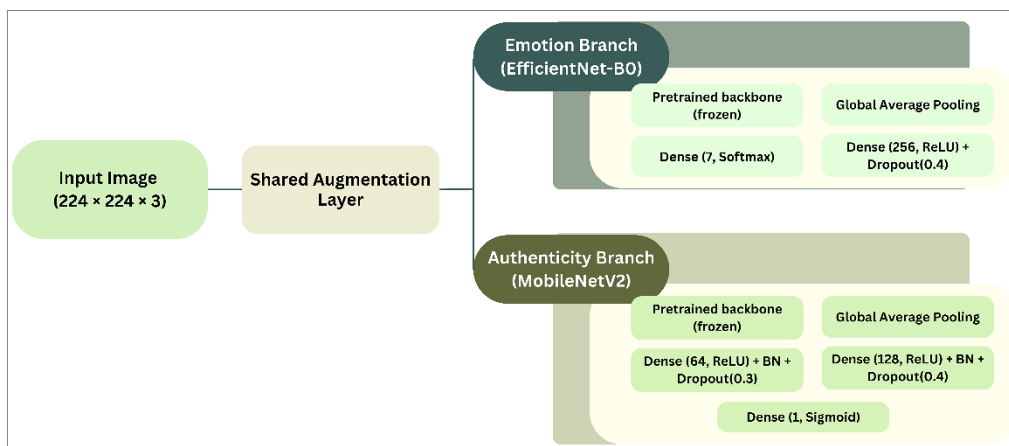 Emotion Branch
(EfficientNet-B0)
Pretrained backbone
(frozen)
Global Average Pooling
Dense (7, Softmax)
Dense (256, ReLU) +
Dropout(0.4)
Input Image
(224 × 224 × 3)
Shared Augmentation
Layer
Authenticity Branch
(MobileNetV2)
Pretrained backbone
(frozen)
Global Average Pooling
Dense (64, ReLU) + BN +
Dropout(0.3)
Dense (128, ReLU) + BN +
Dropout(0.4)
Dense (1, Sigmoid)